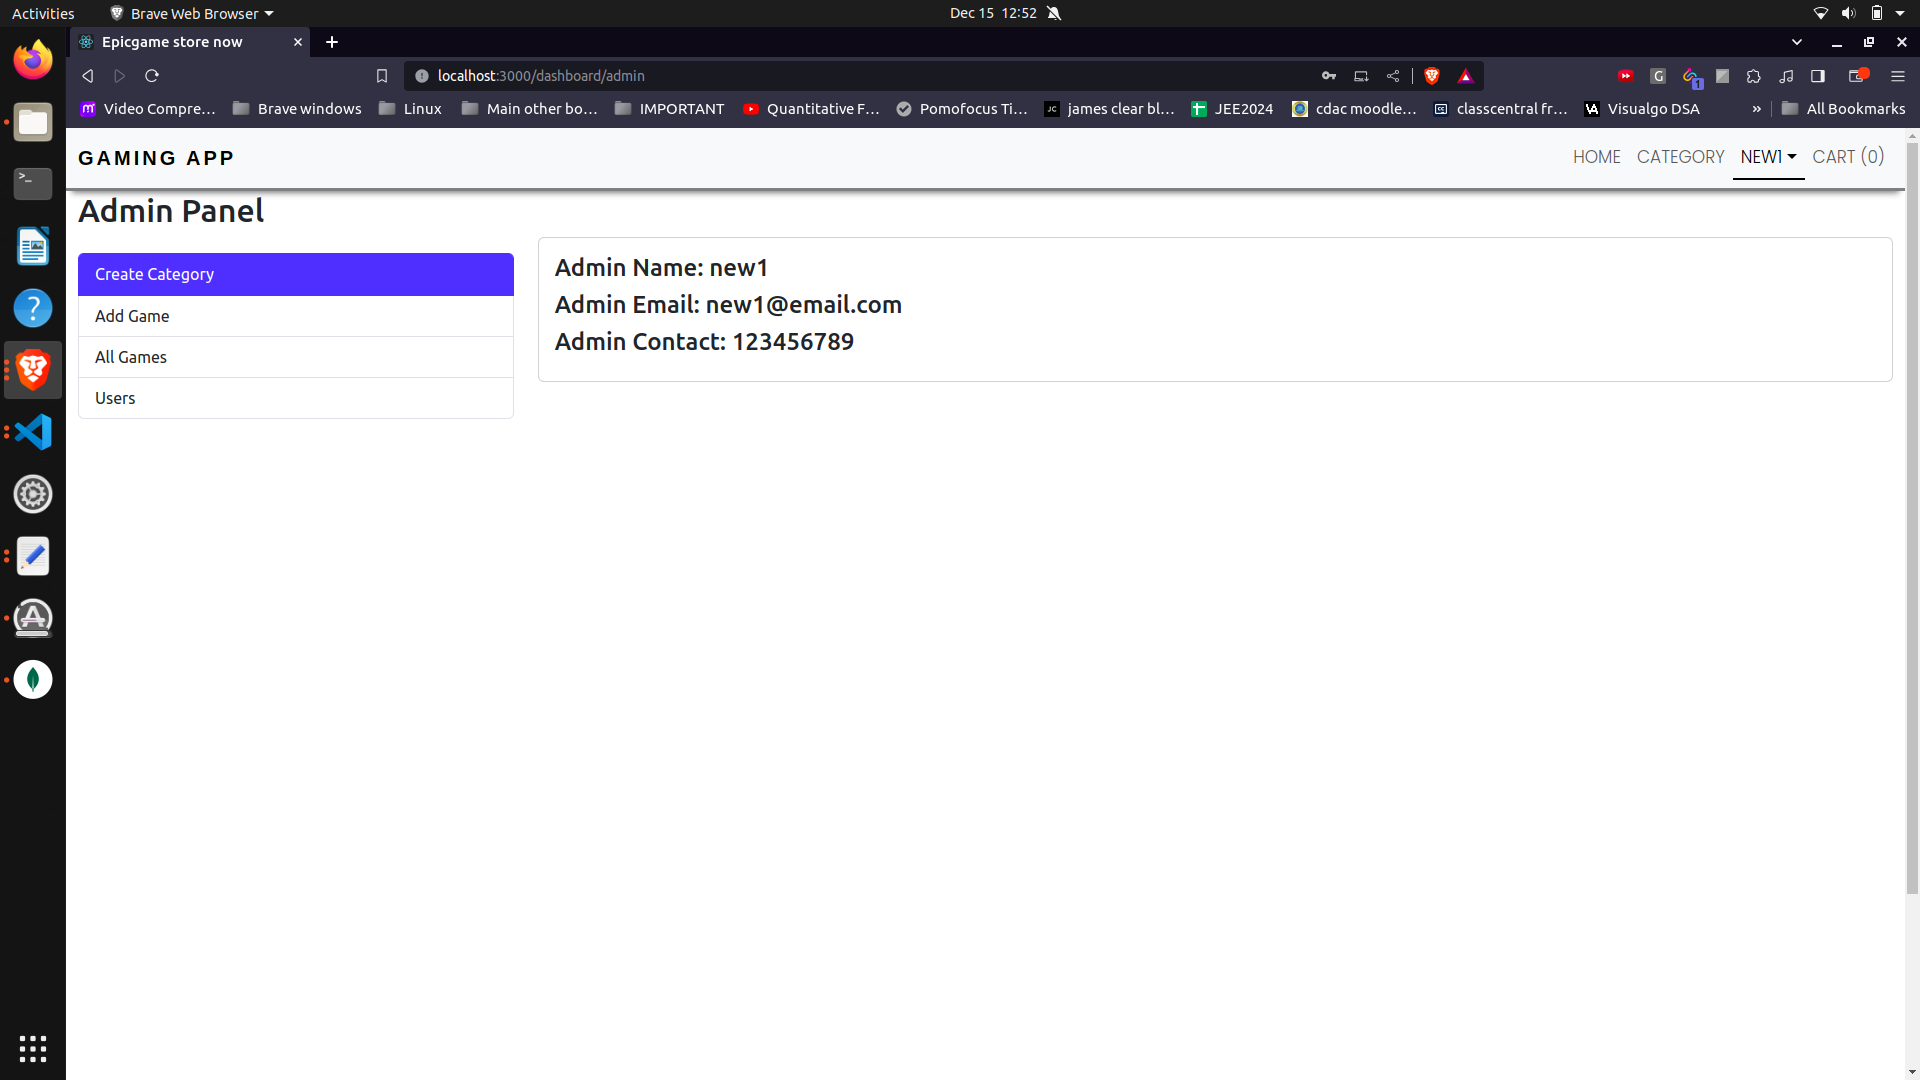 Activities
Brave Web Browser
Dec 15 12:52
Epicgame store now
localhost:3000/dashboard/admin
G
1
Video Compre...
Brave windows
Linux
Main other bo...
IMPORTANT
Quantitative F...
Pomofocus Ti...
JC
james clear bl...
JEE2024
cdac moodle...
classcentral fr...
Visualgo DSA
»
All Bookmarks
GAMING APP
HOME
CATEGORY
NEW1
CART (0)
Admin Panel
Create Category
Add Game
All Games
Users
Admin Name: new1
Admin Email: new1@email.com
Admin Contact: 123456789